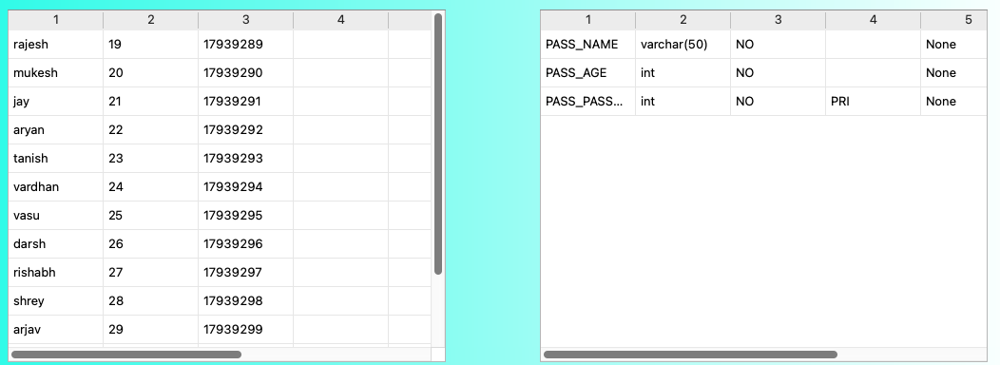 1 2 3 4
rajesh 19 17939289
mukesh 20 17939290
jay 21 17939291
aryan 22 17939292
tanish 23 17939293
vardhan 24 17939294
vasu 25 17939295
darsh 26 17939296
rishabh 27 17939297
shrey 28 17939298
arjav 29 17939299
1 2 3 4 5
PASS_NAME varchar(50) NO None
PASS_AGE int NO None
PASS_PASS... int NO PRI None